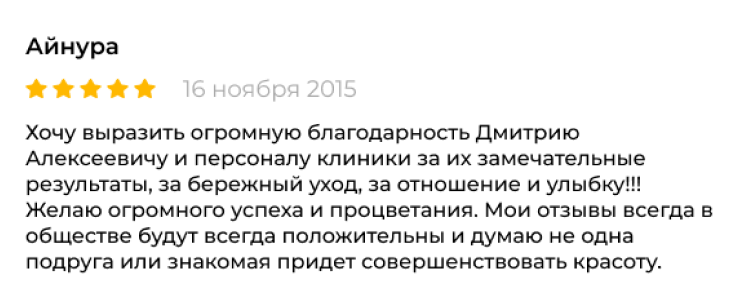 Айнура
16 ноября 2015
Хочу выразить огромную благодарность Дмитрию
Алексеевичу и персоналу клиники за их замечательные
результаты, за бережный уход, за отношение и улыбку!!!
Желаю огромного успеха и процветания. Мои отзывы всегда в
обществе будут всегда положительны и думаю не одна
подруга или знакомая придет совершенствовать красоту.